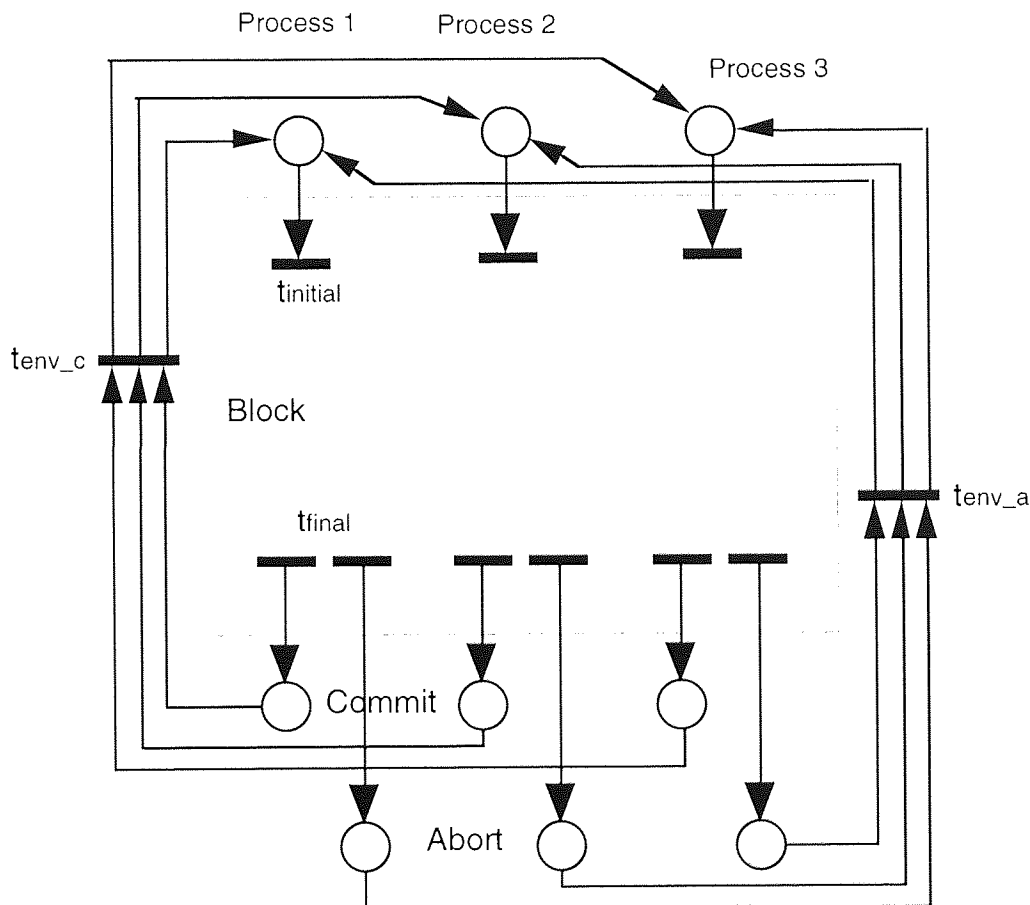 Process 1
Process 2
Process 3
tinitial
tenv_c
Block
tenv_a
tfinal
Commit
Abort